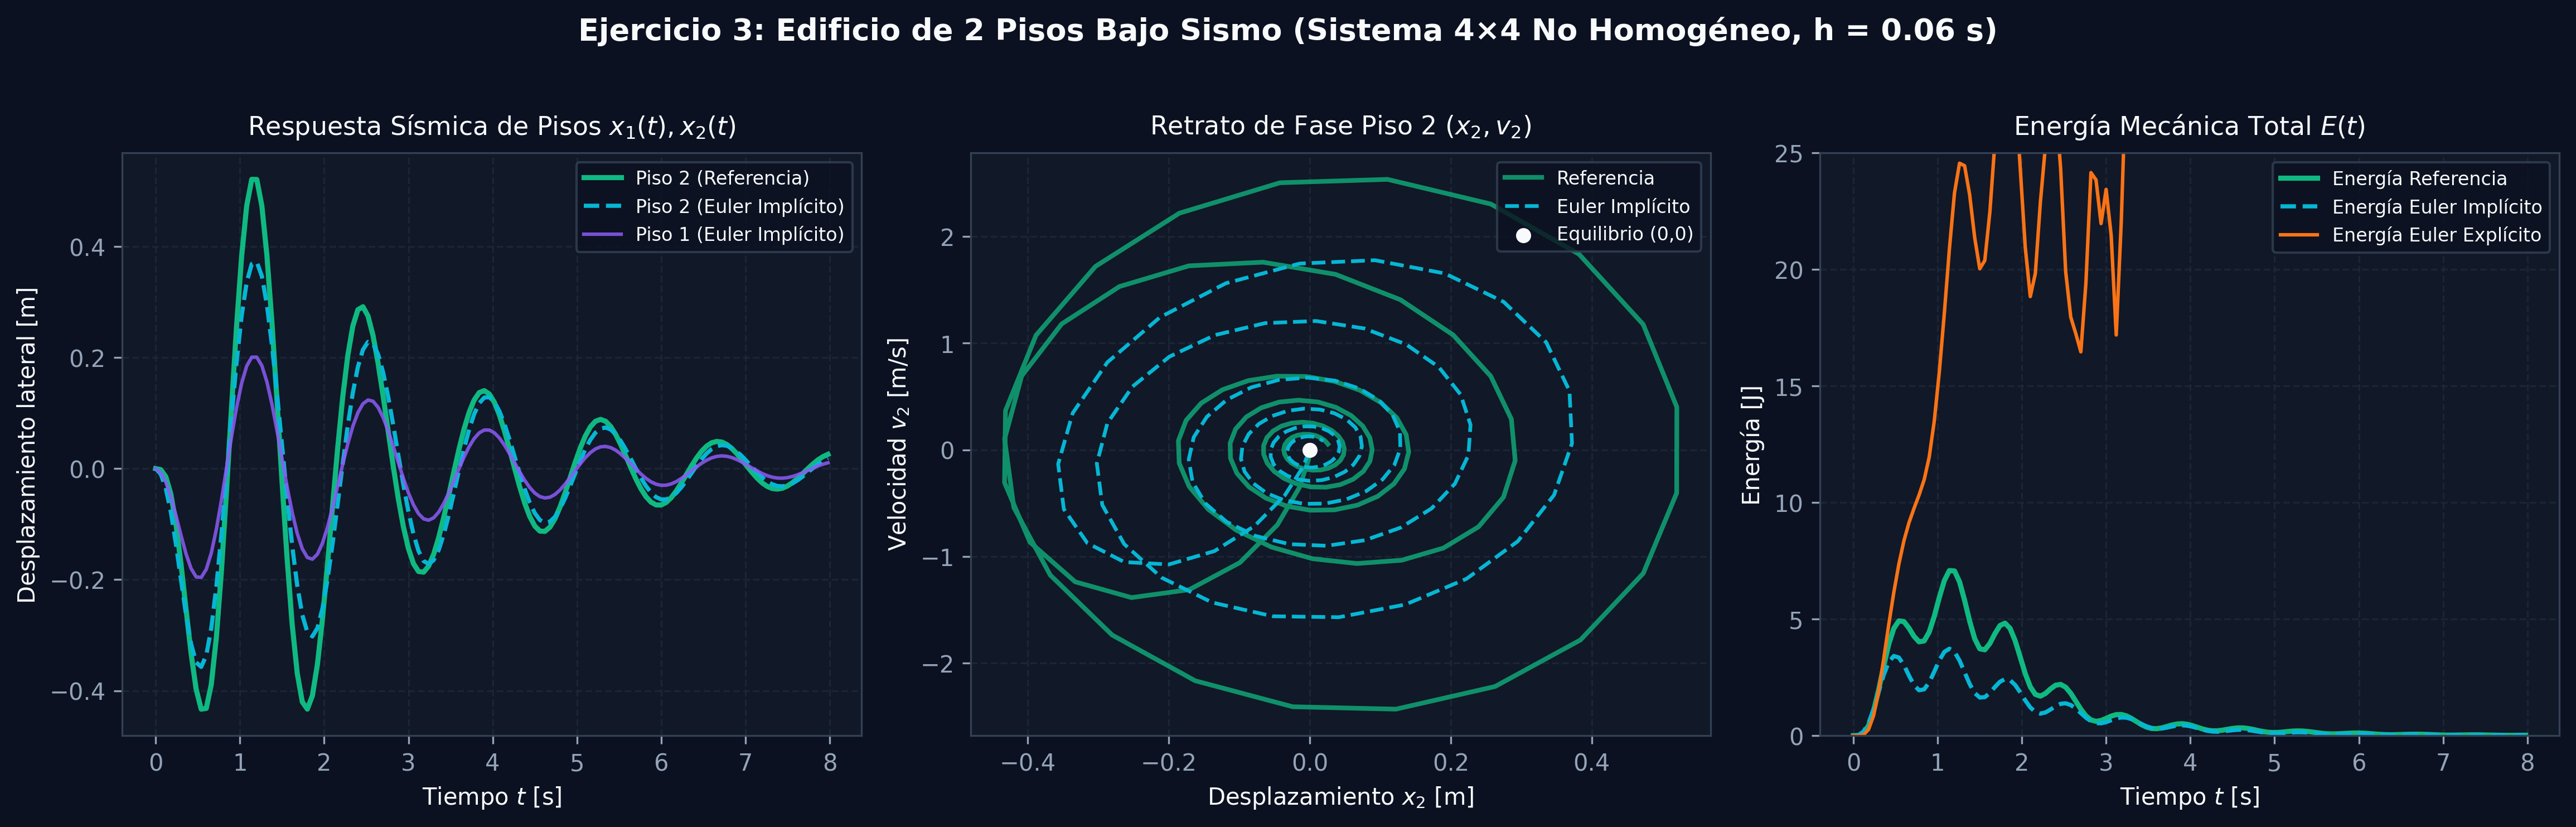 Ejercicio 3: Edificio de 2 Pisos Bajo Sismo (Sistema 4×4 No Homogéneo, h = 0.06 s)
Respuesta Sísmica de Pisos x₁(t), x₂(t)
Desplazamiento lateral [m]
0.4
0.2
0.0
−0.2
−0.4
Piso 2 (Referencia)
Piso 2 (Euler Implícito)
Piso 1 (Euler Implícito)
0 1 2 3 4 5 6 7 8
Tiempo t [s]
Retrato de Fase Piso 2 (x₂, v₂)
Velocidad v₂ [m/s]
2
1
0
−1
−2
Referencia
Euler Implícito
Equilibrio (0,0)
−0.4 −0.2 0.0 0.2 0.4
Desplazamiento x₂ [m]
Energía Mecánica Total E(t)
Energía [J]
25
20
15
10
5
0
Energía Referencia
Energía Euler Implícito
Energía Euler Explícito
0 1 2 3 4 5 6 7 8
Tiempo t [s]